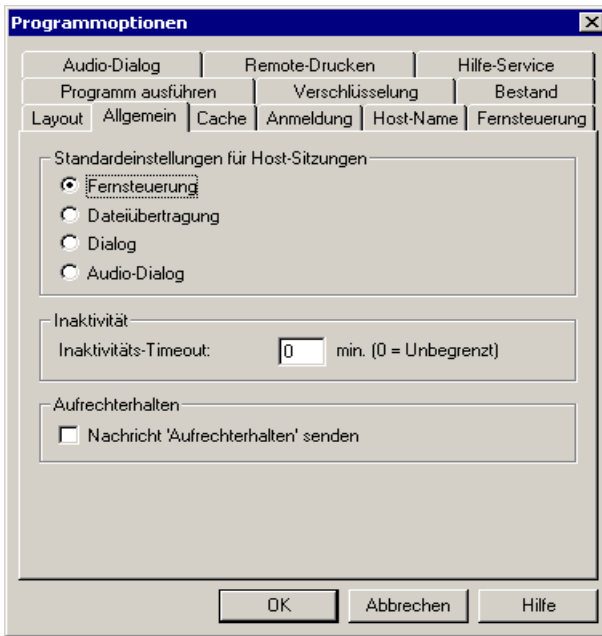 Programmoptionen
Audio-Dialog Remote-Drucken Hilfe-Service
Programm ausführen Verschlüsselung Bestand
Layout Allgemein Cache Anmeldung Host-Name Fernsteuerung
Standardeinstellungen für Host-Sitzungen
Fernsteuerung
Dateiübertragung
Dialog
Audio-Dialog
Inaktivität
Inaktivitäts-Timeout: 0 min. (0 = Unbegrenzt)
Aufrechterhalten
Nachricht 'Aufrechterhalten' senden
OK Abbrechen Hilfe